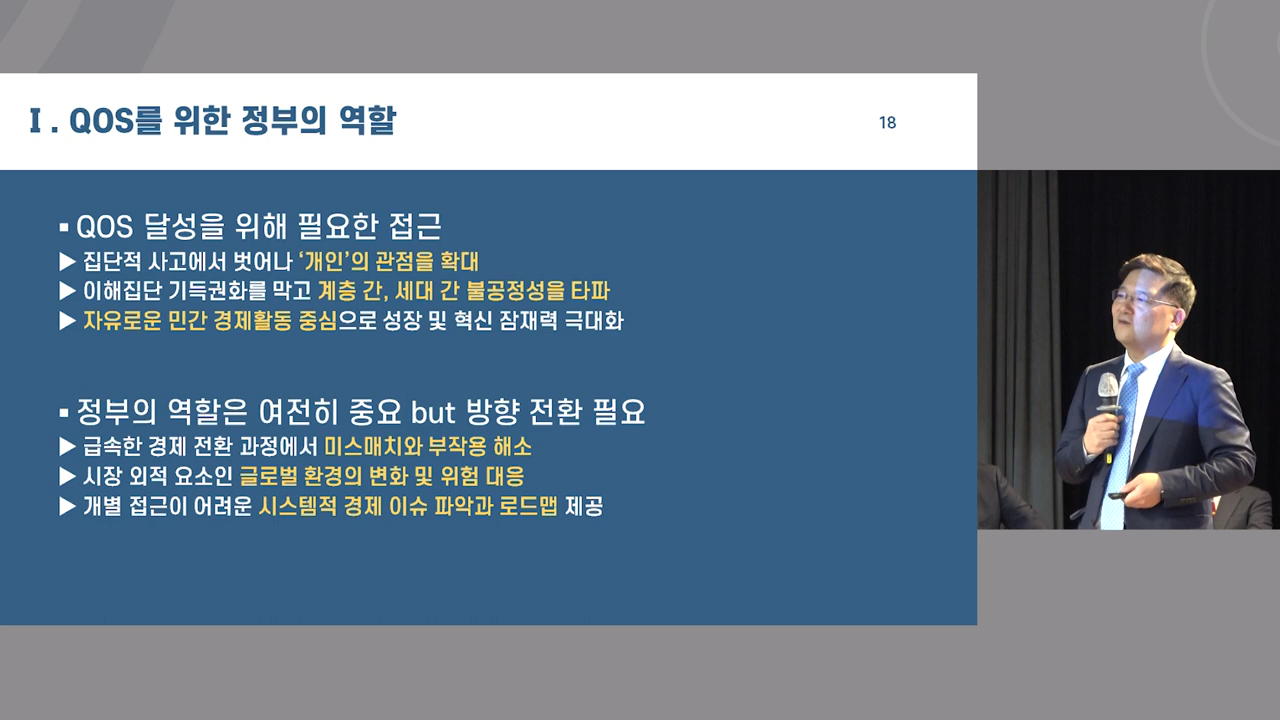 Ⅰ. QOS를 위한 정부의 역할
18
▪ QOS 달성을 위해 필요한 접근
▶ 집단적 사고에서 벗어나 ‘개인’의 관점을 확대
▶ 이해집단 기득권화를 막고 계층 간, 세대 간 불공정성을 타파
▶ 자유로운 민간 경제활동 중심으로 성장 및 혁신 잠재력 극대화
▪ 정부의 역할은 여전히 중요 but 방향 전환 필요
▶ 급속한 경제 전환 과정에서 미스매치와 부작용 해소
▶ 시장 외적 요소인 글로벌 환경의 변화 및 위험 대응
▶ 개별 접근이 어려운 시스템적 경제 이슈 파악과 로드맵 제공